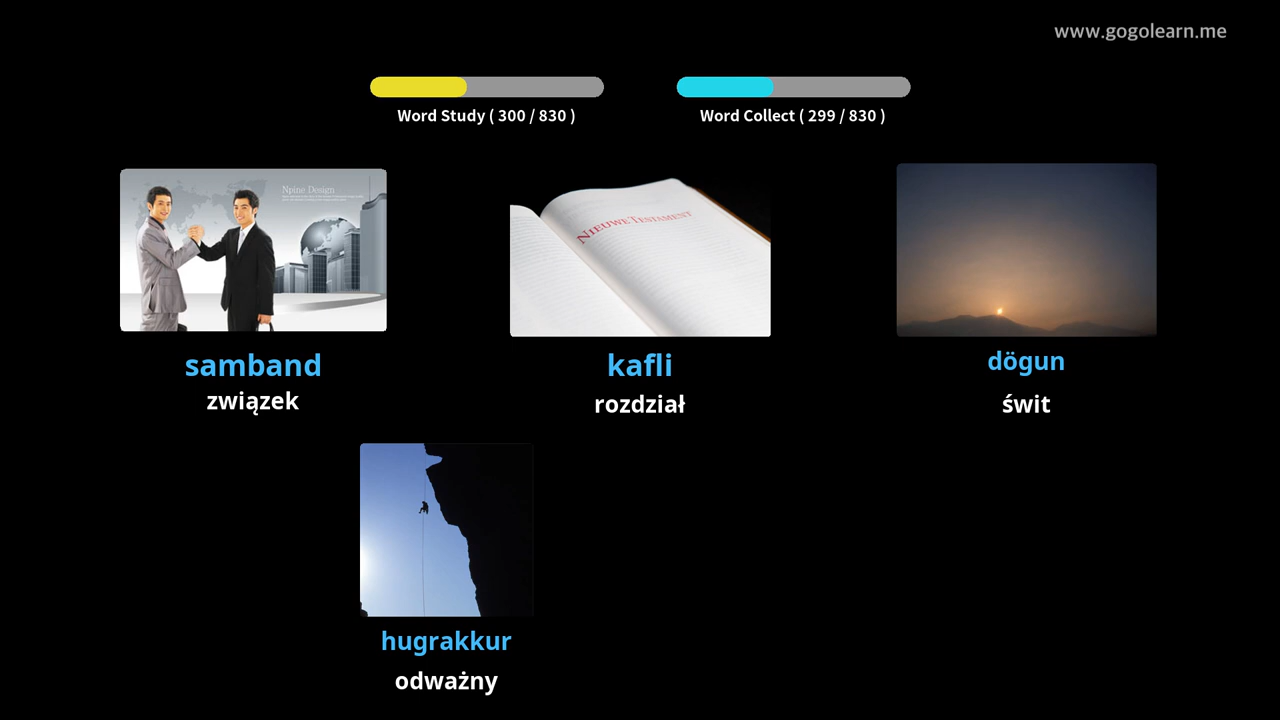 www.gogolearn.me
Word Study ( 300 / 830 )
Word Collect ( 299 / 830 )
Npine Design
NIEUWE TESTAMENT
samband
związek
kafli
rozdział
dögun
świt
hugrakkur
odważny